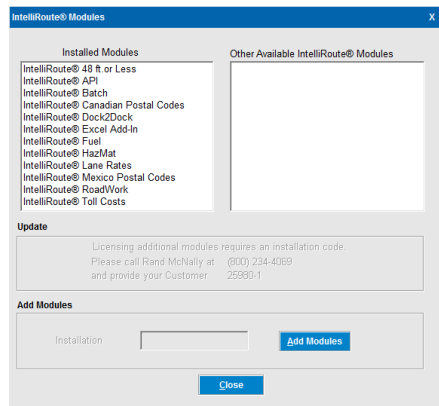 IntelliRoute® Modules X
Installed Modules
Other Available IntelliRoute® Modules
IntelliRoute® 48 ft or Less
IntelliRoute® API
IntelliRoute® Batch
IntelliRoute® Canadian Postal Codes
IntelliRoute® Dock2Dock
IntelliRoute® Excel Add-In
IntelliRoute® Fuel
IntelliRoute® HazMat
IntelliRoute® Lane Rates
IntelliRoute® Mexico Postal Codes
IntelliRoute® RoadWork
IntelliRoute® Toll Costs
Update
Licensing additional modules requires an installation code.
Please call Rand McNally at (800) 234-4069
and provide your Customer 25980-1
Add Modules
Installation
Add Modules
Close